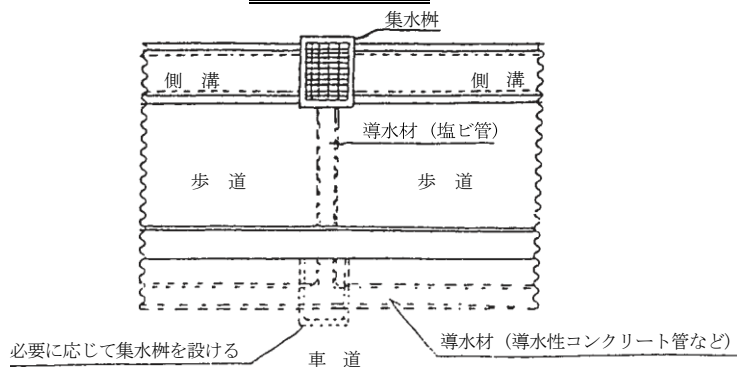 集水桝
側 溝
側 溝
導水材（塩ビ管）
歩 道
歩 道
導水材（導水性コンクリート管など）
必要に応じて集水桝を設ける
車 道